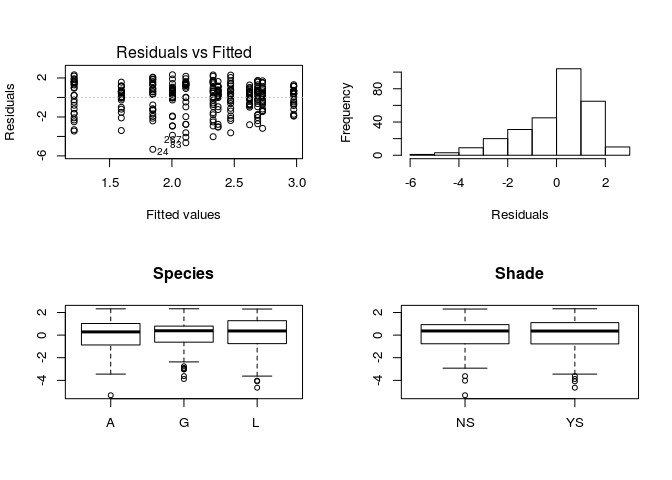 Residuals vs Fitted
Residuals
2
-2
-6
83
24
1.5
2.0
2.5
3.0
Fitted values
Frequency
80
40
0
-6
-4
-2
0
2
Residuals
Species
2
0
-2
-4
A
G
L
Shade
2
0
-2
-4
NS
YS